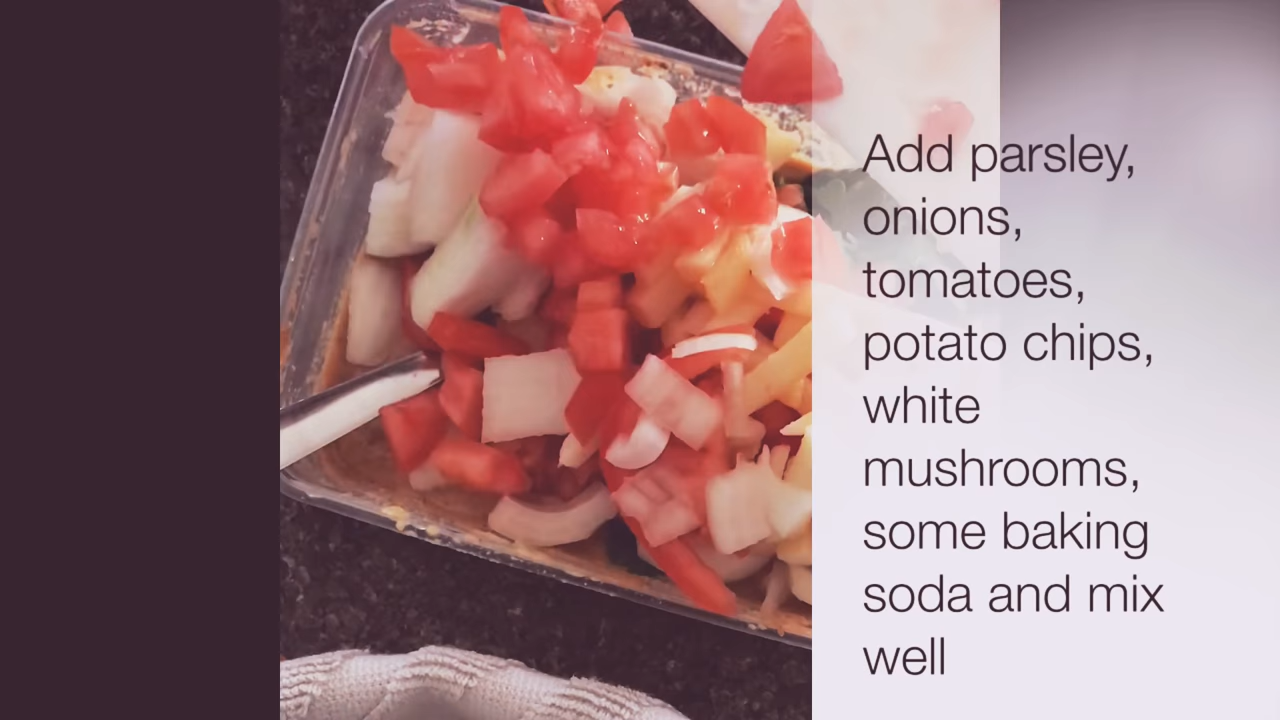 Add parsley,
onions,
tomatoes,
potato chips,
white
mushrooms,
some baking
soda and mix
well